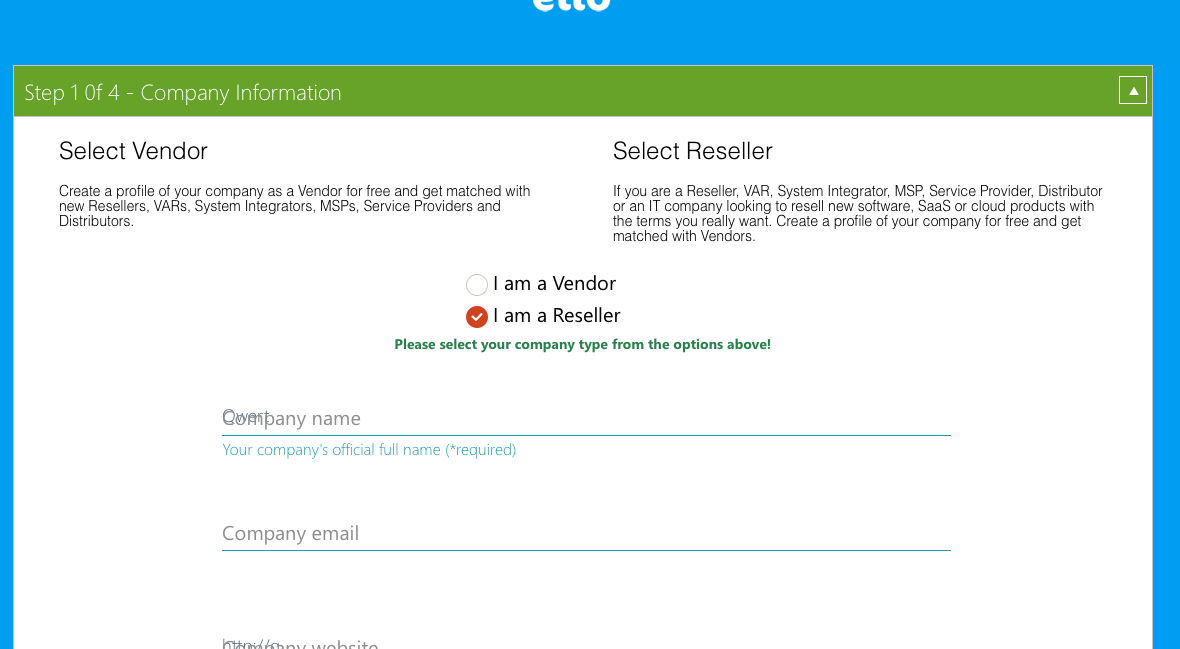 Step 1 Of 4 - Company Information
Select Vendor
Create a profile of your company as a Vendor for free and get matched with
new Resellers, VARs, System Integrators, MSPs, Service Providers and
Distributors.
Select Reseller
If you are a Reseller, VAR, System Integrator, MSP, Service Provider, Distributor
or an IT company looking to resell new software, SaaS or cloud products with
the terms you really want. Create a profile of your company for free and get
matched with Vendors.
I am a Vendor
I am a Reseller
Please select your company type from the options above!
Company name
Your company's official full name (*required)
Company email
Company website